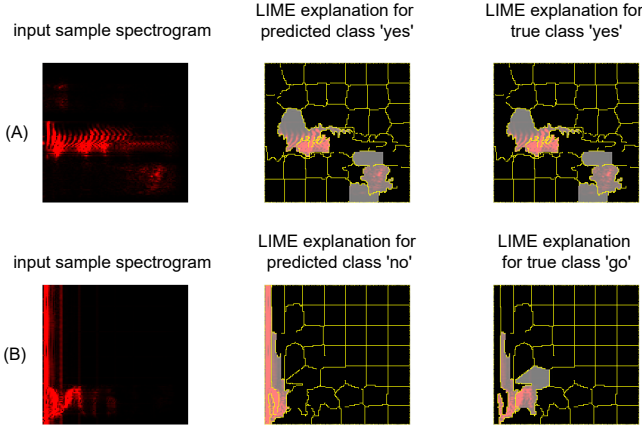 input sample spectrogram
LIME explanation for
predicted class 'yes'
LIME explanation for
true class 'yes'
(A)
input sample spectrogram
LIME explanation for
predicted class 'no'
LIME explanation
for true class 'go'
(B)